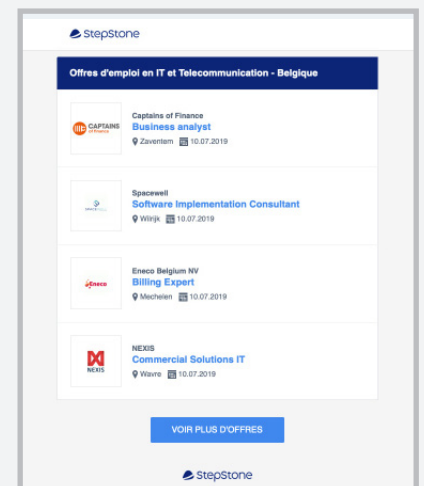 StepStone
Offres d'emploi en IT et Telecommunication - Belgique
CAPTAINS
of Finance
Captains of Finance
Business analyst
Zaventem 10.07.2019
Spacewell
Software Implementation Consultant
Wilrijk 10.07.2019
Eneco
Eneco Belgium NV
Billing Expert
Mechelen 10.07.2019
NEXIS
NEXIS
Commercial Solutions IT
Wavre 10.07.2019
VOIR PLUS D'OFFRES
StepStone